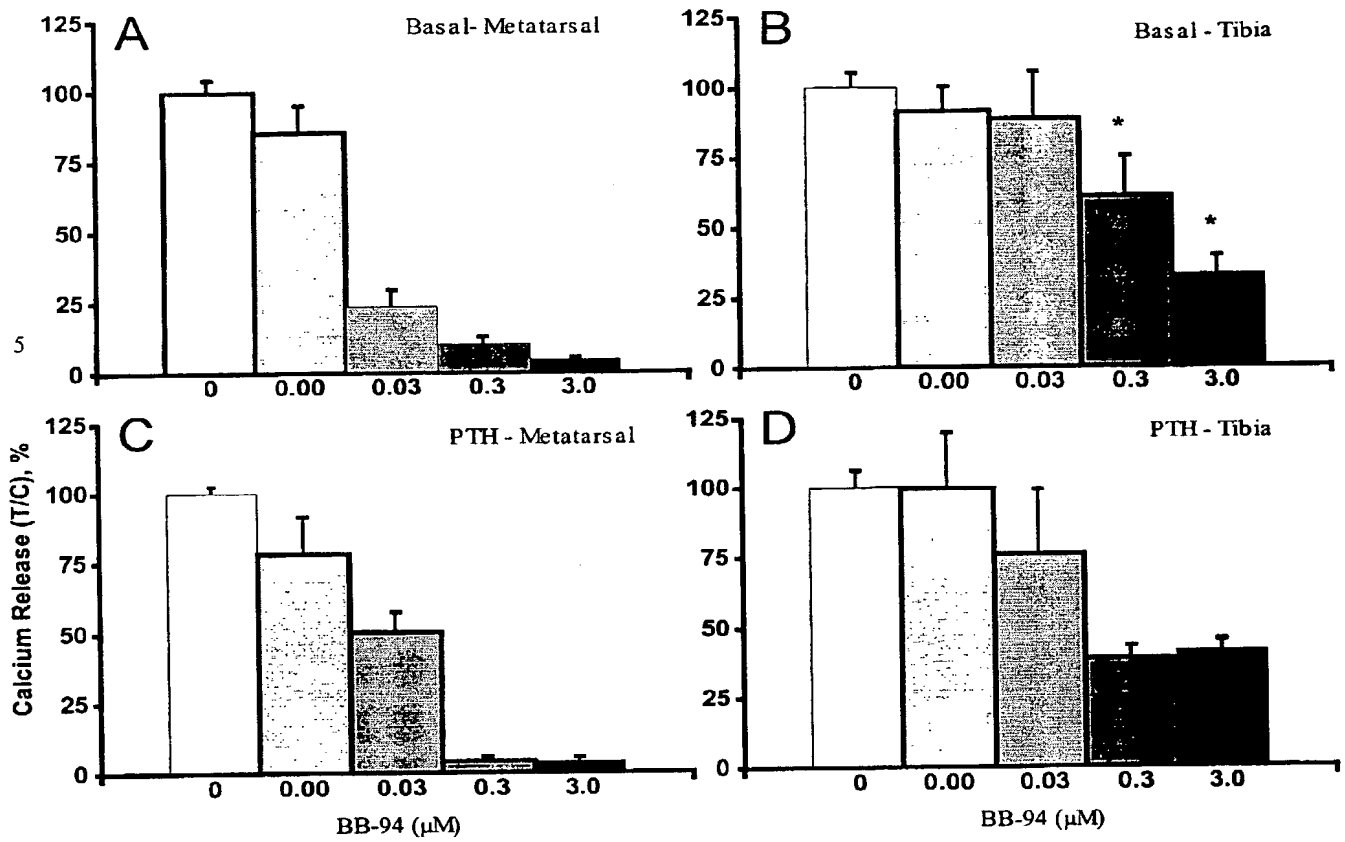 A
Basal- Metatarsal
125
100
75
50
25
0
0 0.00 0.03 0.3 3.0
B
Basal - Tibia
125
100
75
50
25
0
* *
0 0.00 0.03 0.3 3.0
5
Calcium Release (T/C), %
C
PTH - Metatarsal
125
100
75
50
25
0
0 0.00 0.03 0.3 3.0
BB-94 (µM)
D
PTH - Tibia
125
100
75
50
25
0
0 0.00 0.03 0.3 3.0
BB-94 (µM)